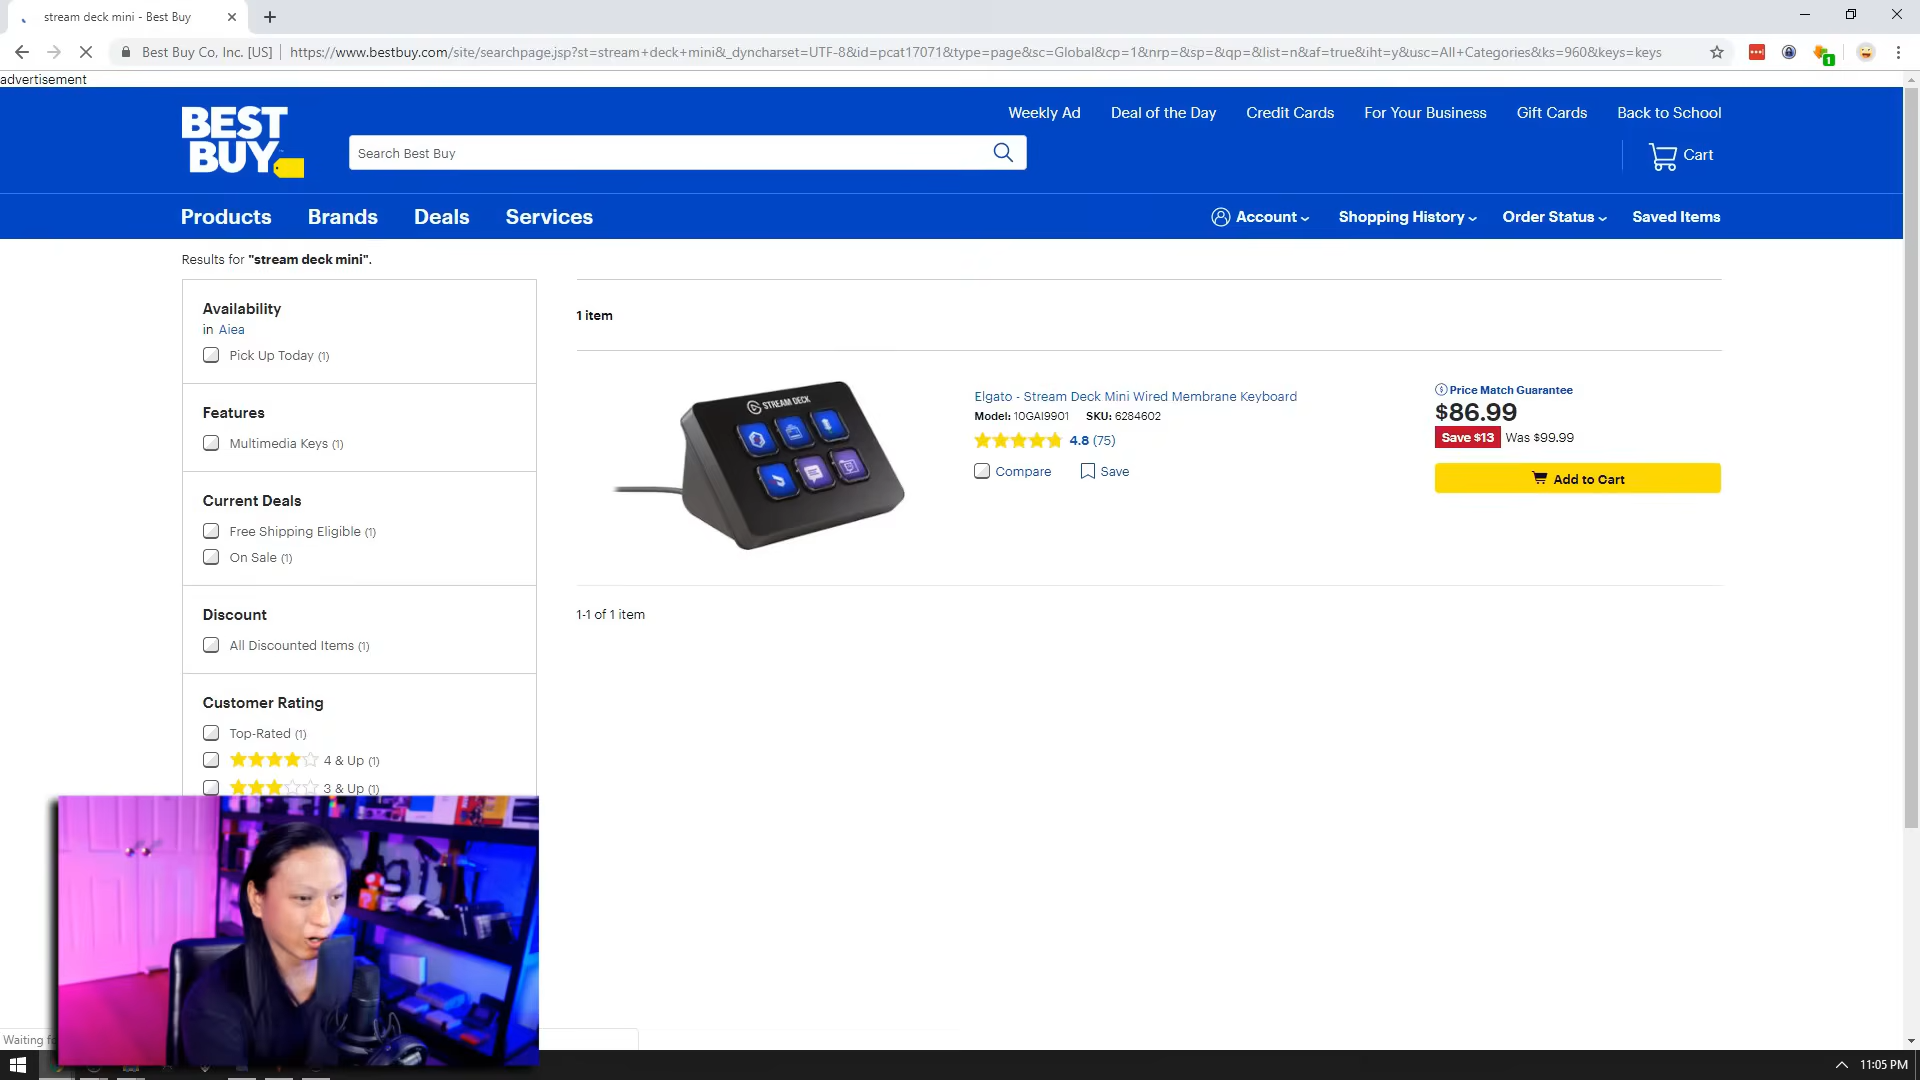 stream deck mini - Best Buy
Best Buy Co, Inc. [US] | https://www.bestbuy.com/site/searchpage.jsp?st=stream+deck+mini&_dyncharset=UTF-8&id=pcat17071&type=page&sc=Global&cp=1&nrp=&sp=&qp=&list=n&af=true&iht=y&usc=All+Categories&ks=960&keys=keys
1
advertisement
Weekly Ad Deal of the Day Credit Cards For Your Business Gift Cards Back to School
BEST BUY
Search Best Buy
Cart
Products Brands Deals Services
Account Shopping History Order Status Saved Items
Results for "stream deck mini".
Availability
in Aiea
Pick Up Today (1)
Features
Multimedia Keys (1)
Current Deals
Free Shipping Eligible (1)
On Sale (1)
Discount
All Discounted Items (1)
Customer Rating
Top-Rated (1)
4 & Up (1)
3 & Up (1)
1 item
STREAM DECK
Elgato - Stream Deck Mini Wired Membrane Keyboard
Model: 10GAI9901 SKU: 6284602
4.8 (75)
Compare Save
Price Match Guarantee
$86.99
Save $13 Was $99.99
Add to Cart
1-1 of 1 item
Waiting
11:05 PM